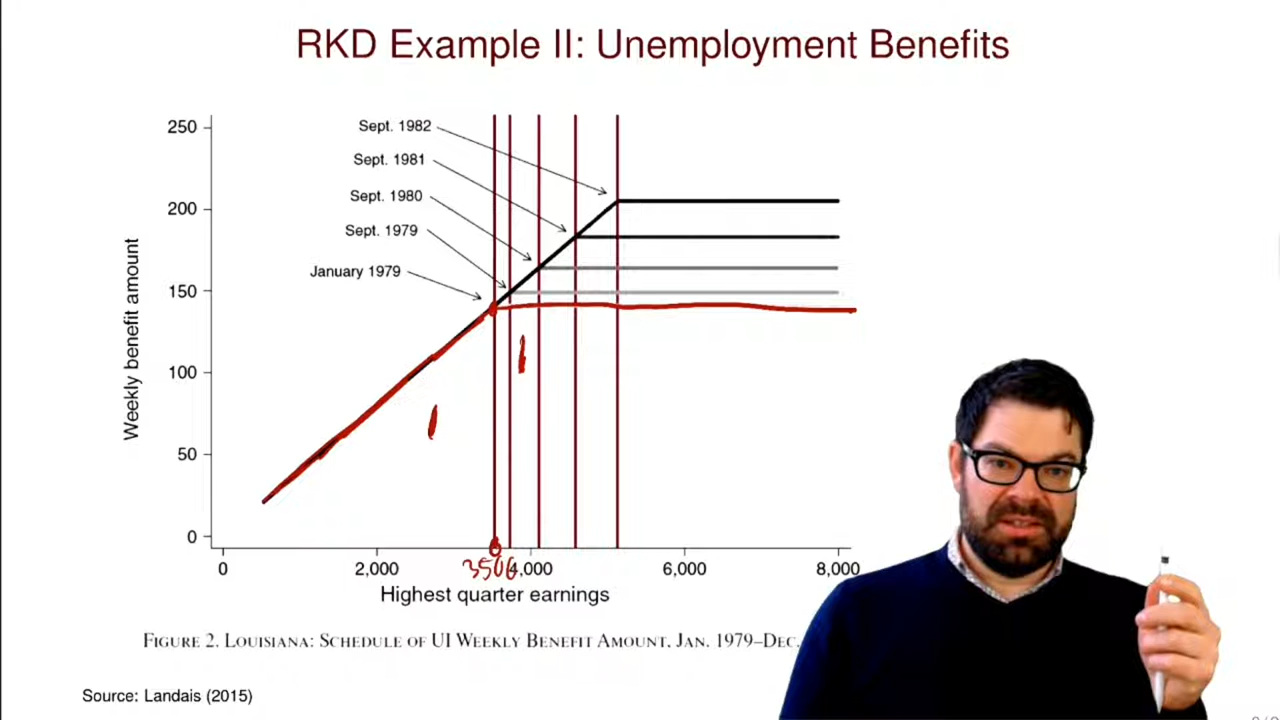 RKD Example II: Unemployment Benefits
250
200
150
100
50
0
Weekly benefit amount
Sept. 1982
Sept. 1981
Sept. 1980
Sept. 1979
January 1979
0
2,000
3500
4,000
6,000
8,000
Highest quarter earnings
FIGURE 2. LOUISIANA: SCHEDULE OF UI WEEKLY BENEFIT AMOUNT, JAN. 1979–DEC.
Source: Landais (2015)